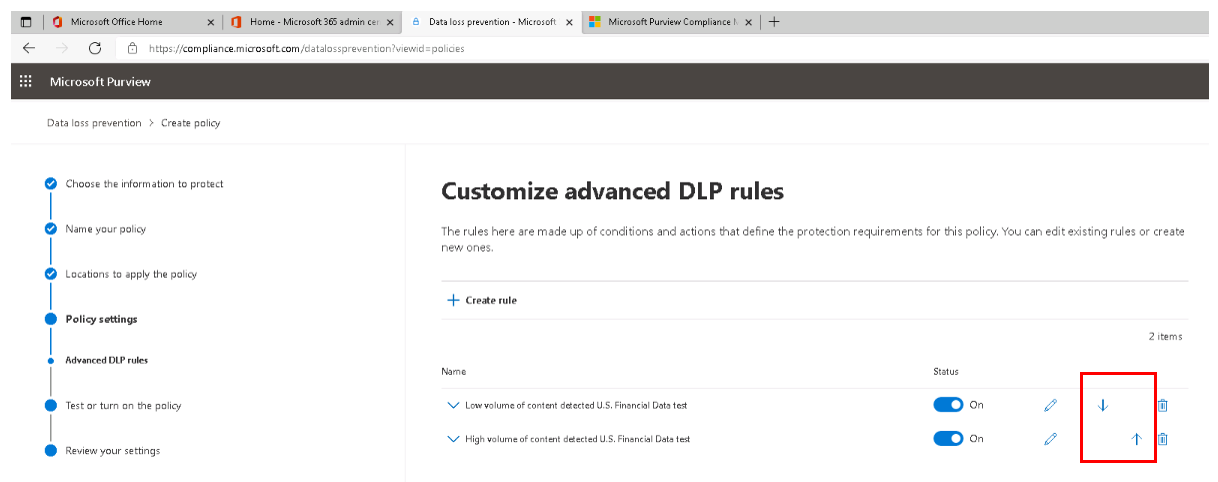 Microsoft Office Home
Home - Microsoft 365 admin cen
Data loss prevention - Microsoft
Microsoft Purview Compliance M
https://compliance.microsoft.com/datalossprevention?viewid=policies
Microsoft Purview
Data loss prevention > Create policy
Choose the information to protect
Name your policy
Locations to apply the policy
Policy settings
Advanced DLP rules
Test or turn on the policy
Review your settings
Customize advanced DLP rules
The rules here are made up of conditions and actions that define the protection requirements for this policy. You can edit existing rules or create
new ones.
+ Create rule
2 items
Name Status
Low volume of content detected U.S. Financial Data test On
High volume of content detected U.S. Financial Data test On